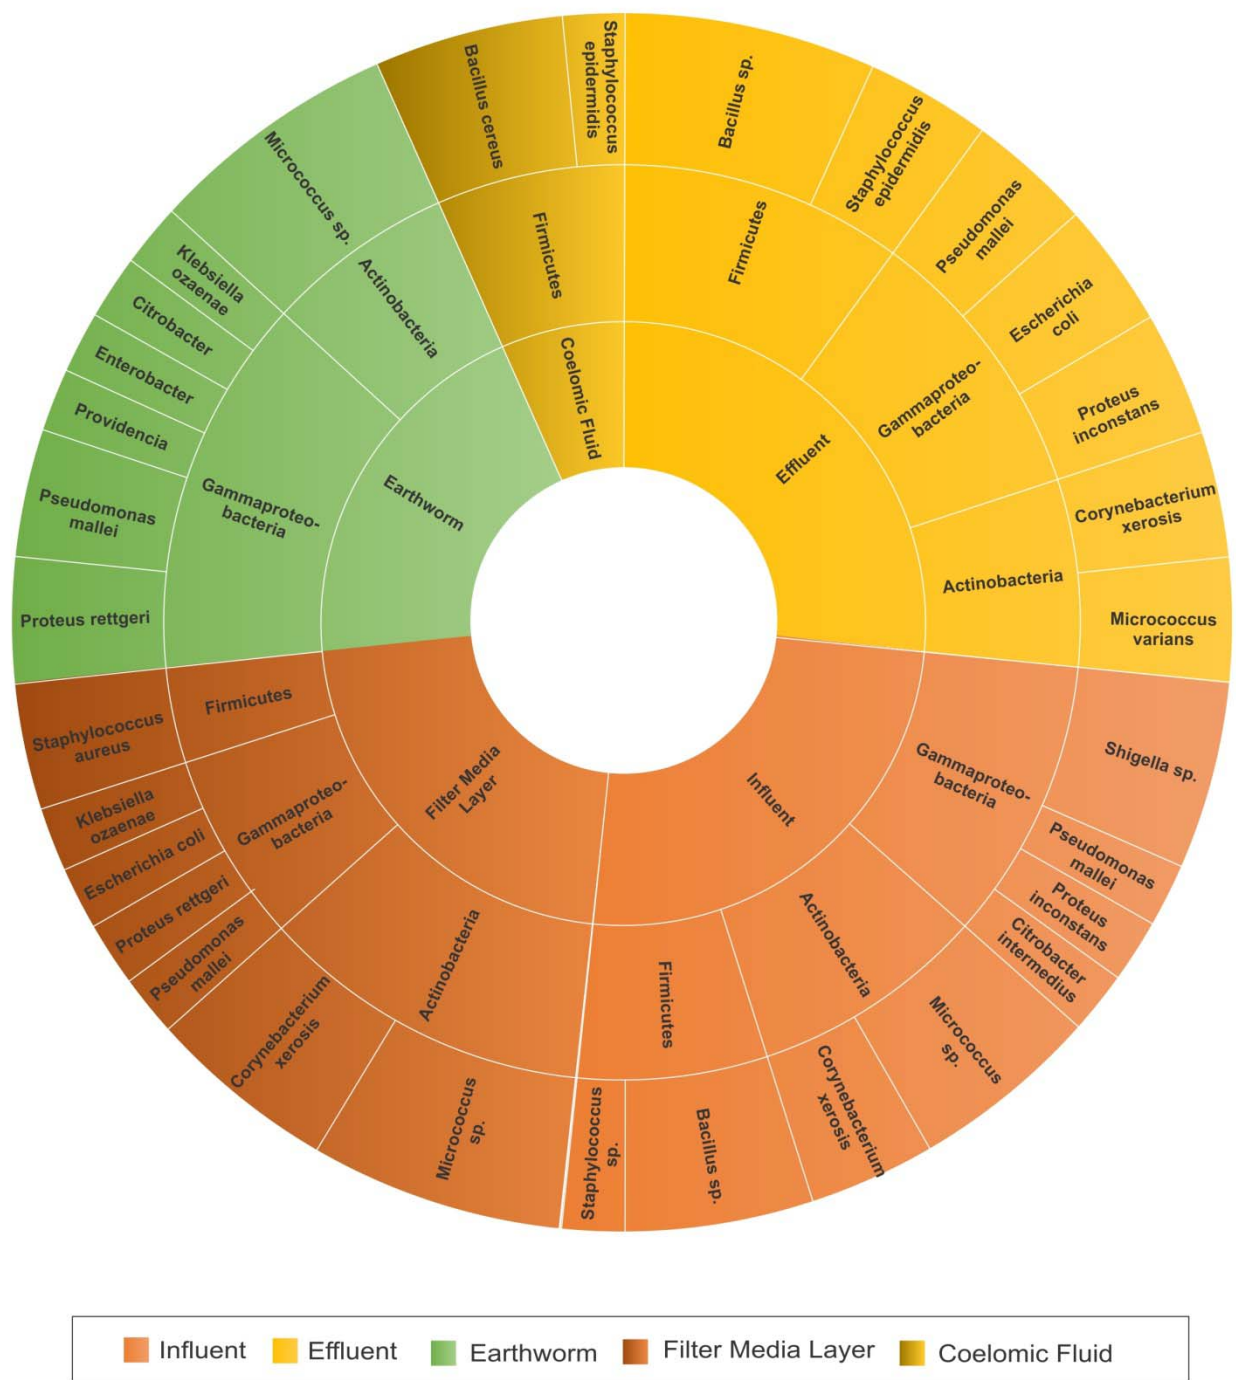 Bacillus sp.
Staphylococcus
epidermidis
Pseudomonas
mallei
Escherichia
coli
Proteus
inconstans
Corynebacterium
xerosis
Micrococcus
varians
Firmicutes
Gammaproteo-
bacteria
Actinobacteria
Effluent
Shigella sp.
Pseudomonas
mallei
Proteus
inconstans
Citrobacter
intermedius
Micrococcus
sp.
Corynebacterium
xerosis
Bacillus sp.
Staphylococcus
sp.
Gammaproteo-
bacteria
Actinobacteria
Firmicutes
Influent
Micrococcus
sp.
Corynebacterium
xerosis
Pseudomonas
mallei
Proteus rettgeri
Escherichia coli
Klebsiella
ozaenae
Staphylococcus
aureus
Actinobacteria
Gammaproteo-
bacteria
Firmicutes
Filter Media
Layer
Proteus rettgeri
Pseudomonas
mallei
Providencia
Enterobacter
Citrobacter
Klebsiella
ozaenae
Micrococcus sp.
Gammaproteo-
bacteria
Actinobacteria
Earthworm
Bacillus cereus
Staphylococcus
epidermidis
Firmicutes
Coelomic Fluid
Influent
Effluent
Earthworm
Filter Media Layer
Coelomic Fluid